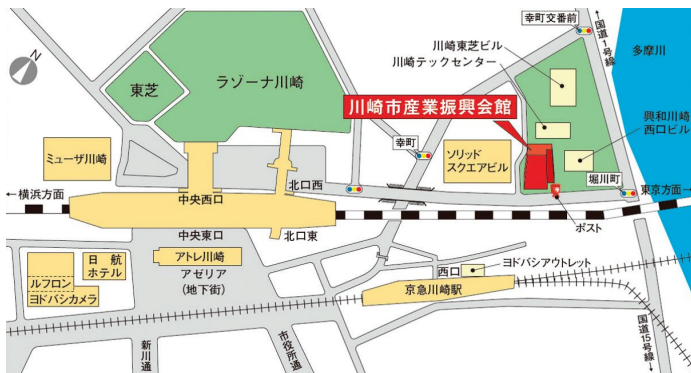 N
東芝
ラゾーナ川崎
川崎東芝ビル
川崎テックセンター
川崎市産業振興会館
幸町交番前
←国道1号線
多摩川
興和川崎
西口ビル
ミューザ川崎
幸町
ソリッド
スクエアビル
堀川町
←横浜方面
東京方面→
中央西口
北口西
ポスト
中央東口
北口東
アトレ川崎
アゼリア
(地下街)
日航
ホテル
ルフロン
ヨドバシカメラ
西口
ヨドバシアウトレット
京急川崎駅
新川通
市役所通
国道15号線→